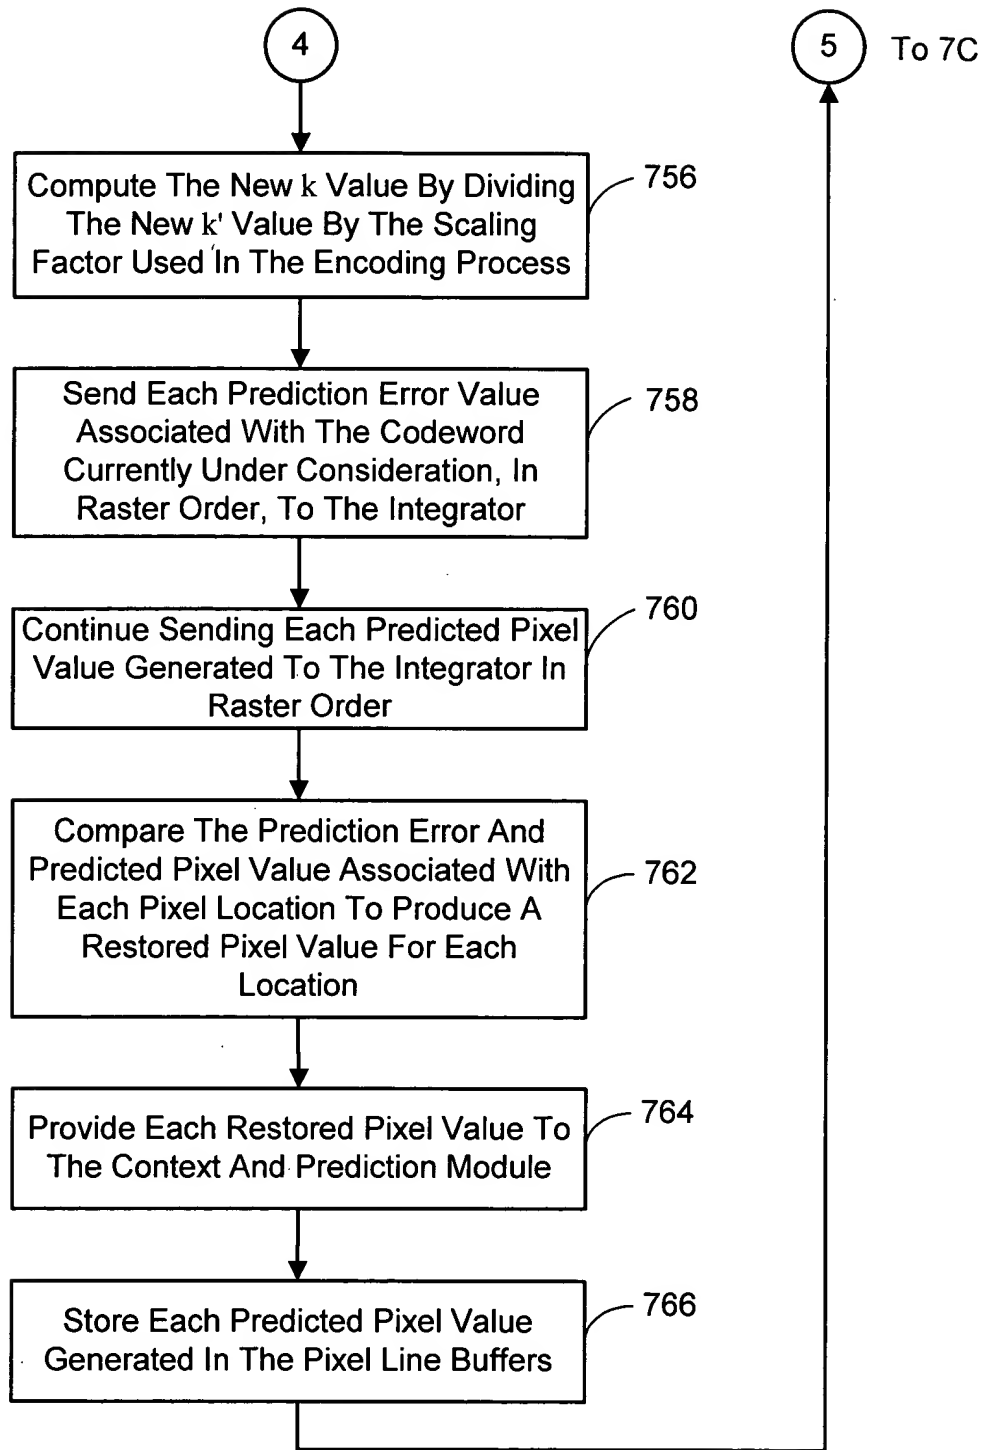 4
5
To 7C
Compute The New k Value By Dividing
The New k' Value By The Scaling
Factor Used In The Encoding Process
756
Send Each Prediction Error Value
Associated With The Codeword
Currently Under Consideration, In
Raster Order, To The Integrator
758
Continue Sending Each Predicted Pixel
Value Generated To The Integrator In
Raster Order
760
Compare The Prediction Error And
Predicted Pixel Value Associated With
Each Pixel Location To Produce A
Restored Pixel Value For Each
Location
762
Provide Each Restored Pixel Value To
The Context And Prediction Module
764
Store Each Predicted Pixel Value
Generated In The Pixel Line Buffers
766